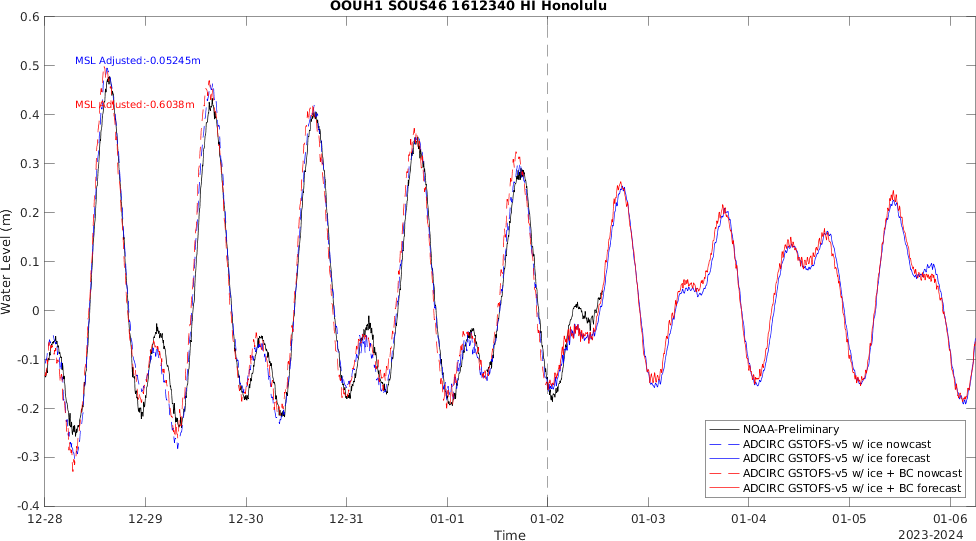 OOUH1 SOUS46 1612340 HI Honolulu
0.6
0.5
0.4
0.3
0.2
0.1
0
-0.1
-0.2
-0.3
-0.4
Water Level (m)
MSL Adjusted:-0.05245m
MSL Adjusted:-0.6038m
NOAA-Preliminary
ADCIRC GSTOFS-v5 w/ ice nowcast
ADCIRC GSTOFS-v5 w/ ice forecast
ADCIRC GSTOFS-v5 w/ ice + BC nowcast
ADCIRC GSTOFS-v5 w/ ice + BC forecast
12-28 12-29 12-30 12-31 01-01 01-02 01-03 01-04 01-05 01-06
Time
2023-2024